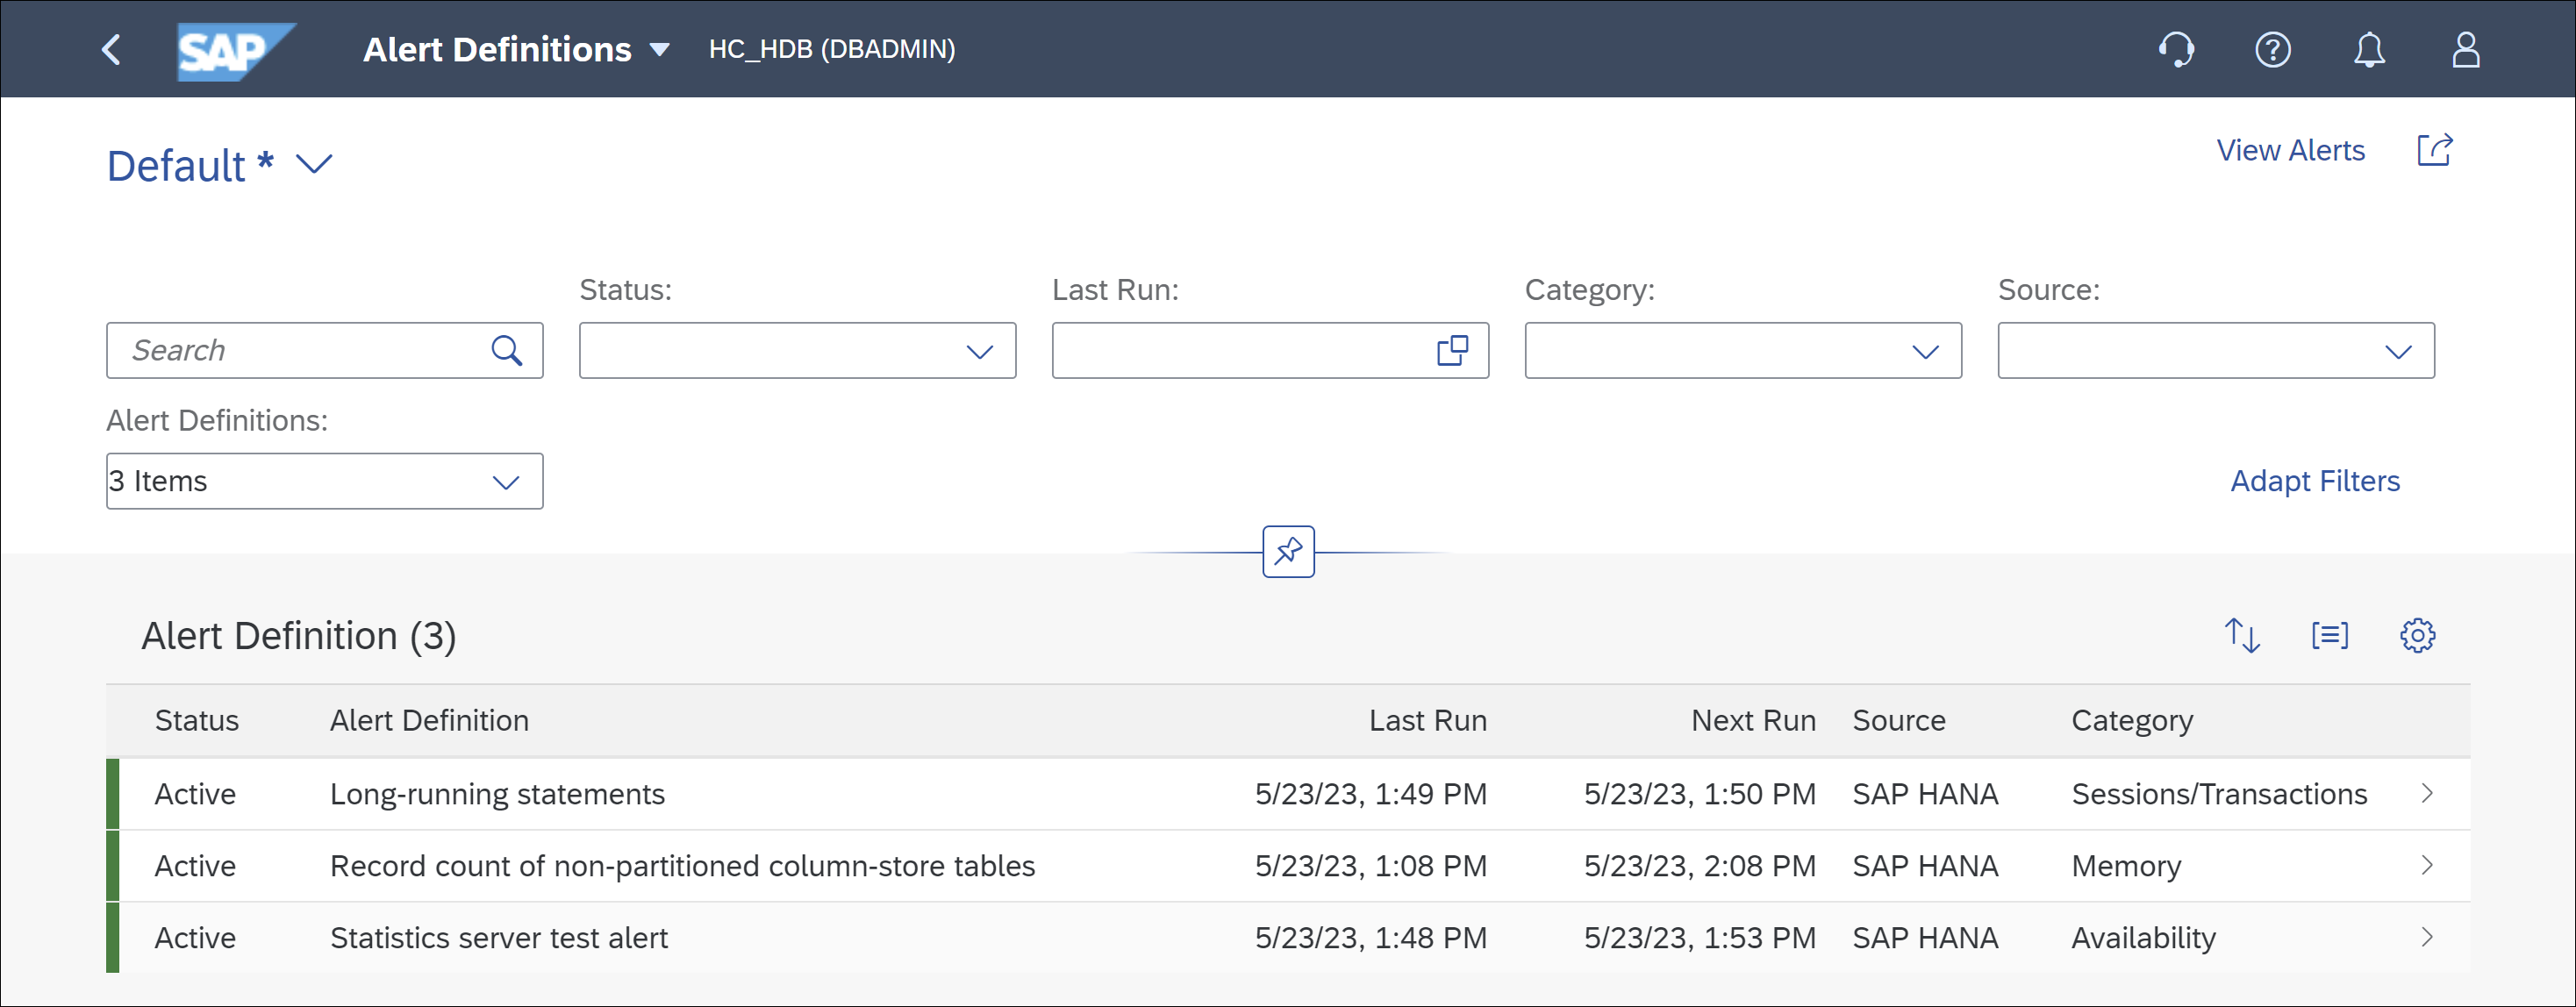 SAP Alert Definitions HC_HDB (DBADMIN)
Default *
View Alerts
Status: Last Run: Category: Source:
Search
Alert Definitions:
3 Items
Adapt Filters
Alert Definition (3)
Status Alert Definition Last Run Next Run Source Category
Active Long-running statements 5/23/23, 1:49 PM 5/23/23, 1:50 PM SAP HANA Sessions/Transactions
Active Record count of non-partitioned column-store tables 5/23/23, 1:08 PM 5/23/23, 2:08 PM SAP HANA Memory
Active Statistics server test alert 5/23/23, 1:48 PM 5/23/23, 1:53 PM SAP HANA Availability